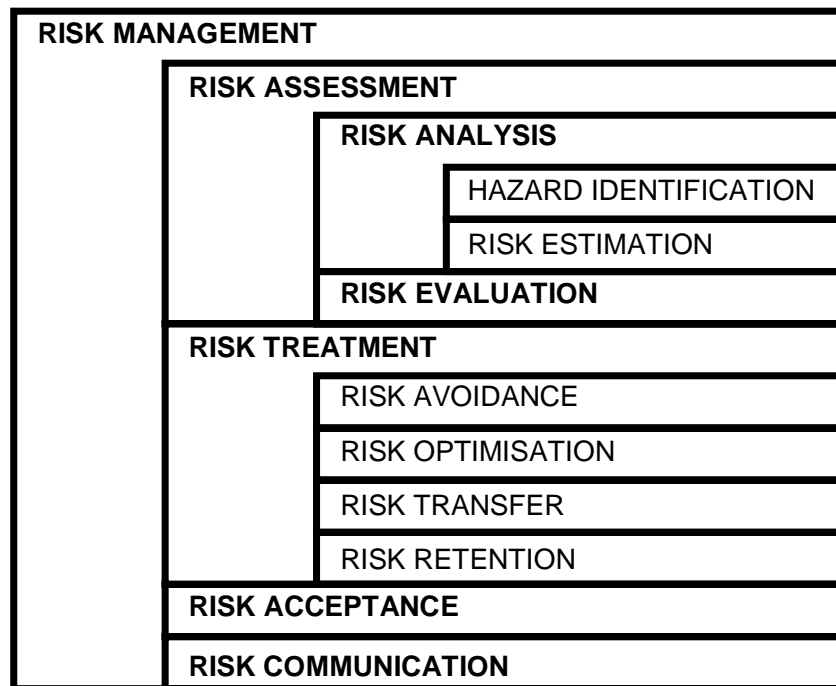 RISK MANAGEMENT
RISK ASSESSMENT
RISK ANALYSIS
HAZARD IDENTIFICATION
RISK ESTIMATION
RISK EVALUATION
RISK TREATMENT
RISK AVOIDANCE
RISK OPTIMISATION
RISK TRANSFER
RISK RETENTION
RISK ACCEPTANCE
RISK COMMUNICATION